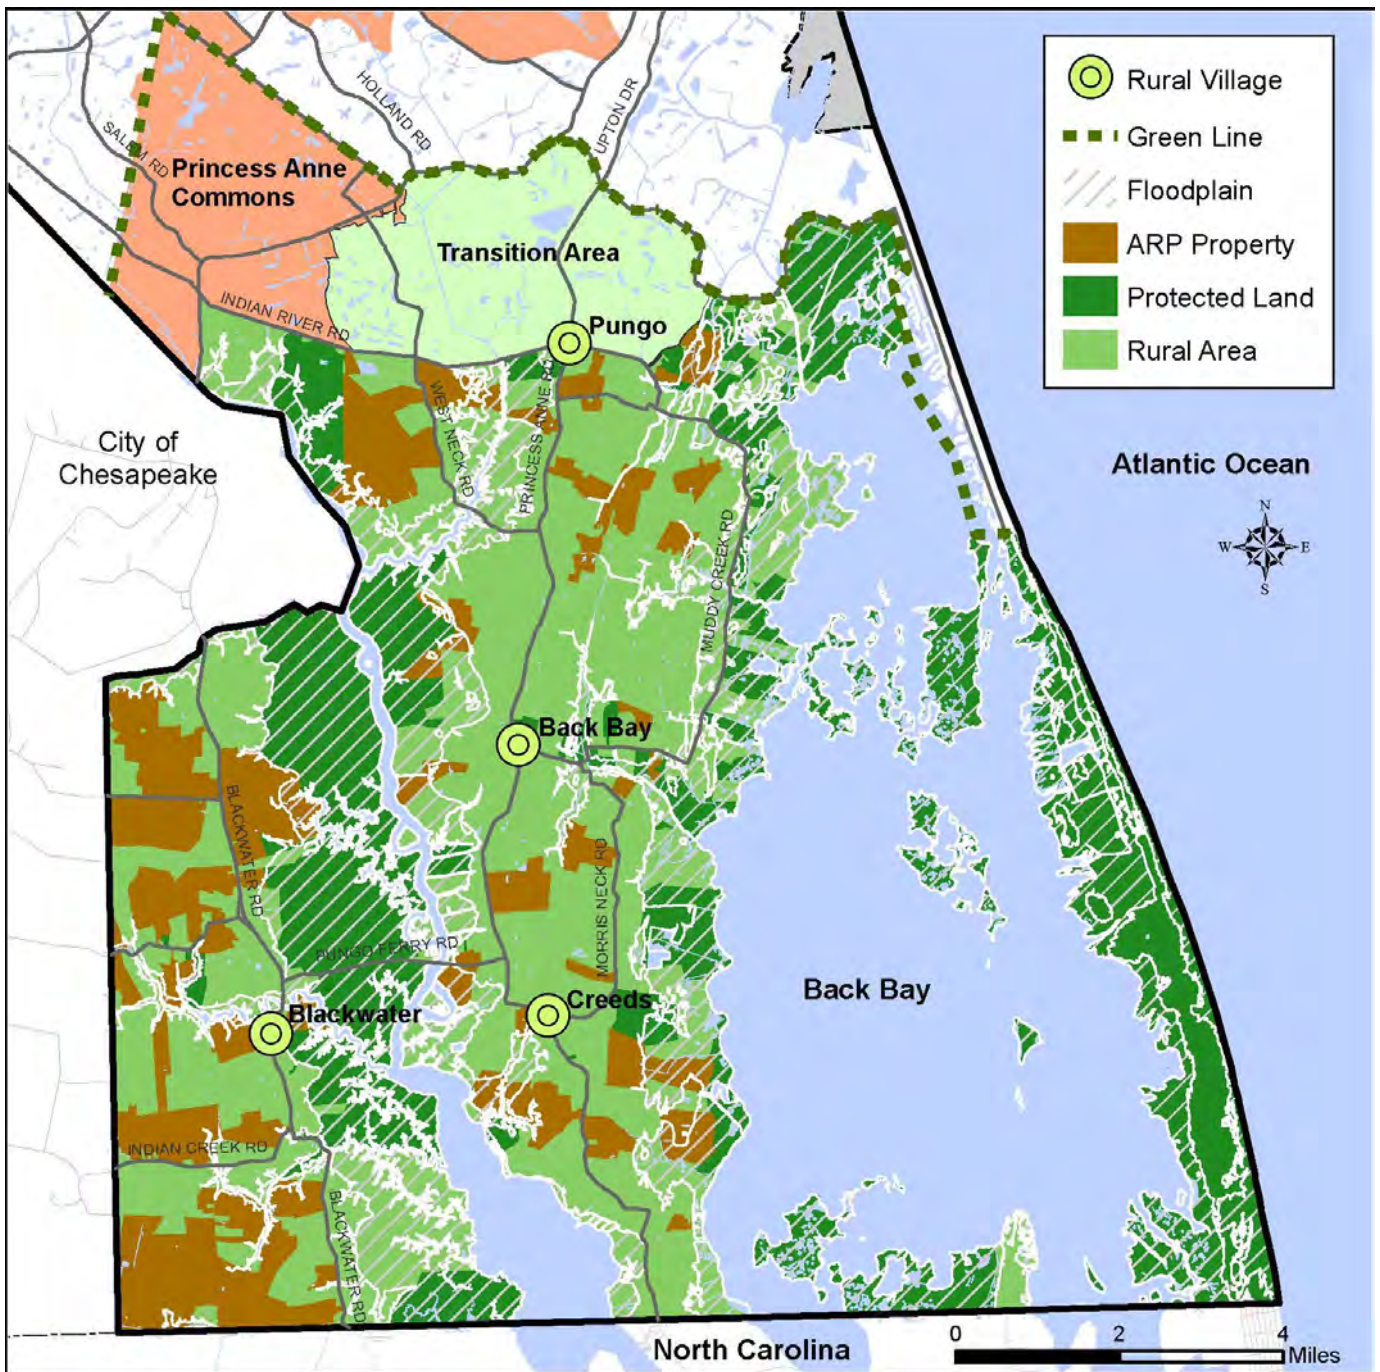 Rural Village
Green Line
Floodplain
ARP Property
Protected Land
Rural Area
HOLLAND RD
UPTON DR
SALEM RD
Princess Anne
Commons
Transition Area
INDIAN RIVER RD
Pungo
WEST NECK RD
PRINCESS ANNE RD
City of
Chesapeake
Atlantic Ocean
N
W
E
S
MUDDY CREEK RD
Back Bay
BLACKWATER RD
MORRIS NECK RD
PUNGO FERRY RD
Creeds
Back Bay
Blackwater
INDIAN CREEK RD
BLACKWATER RD
North Carolina
0 2 4
Miles